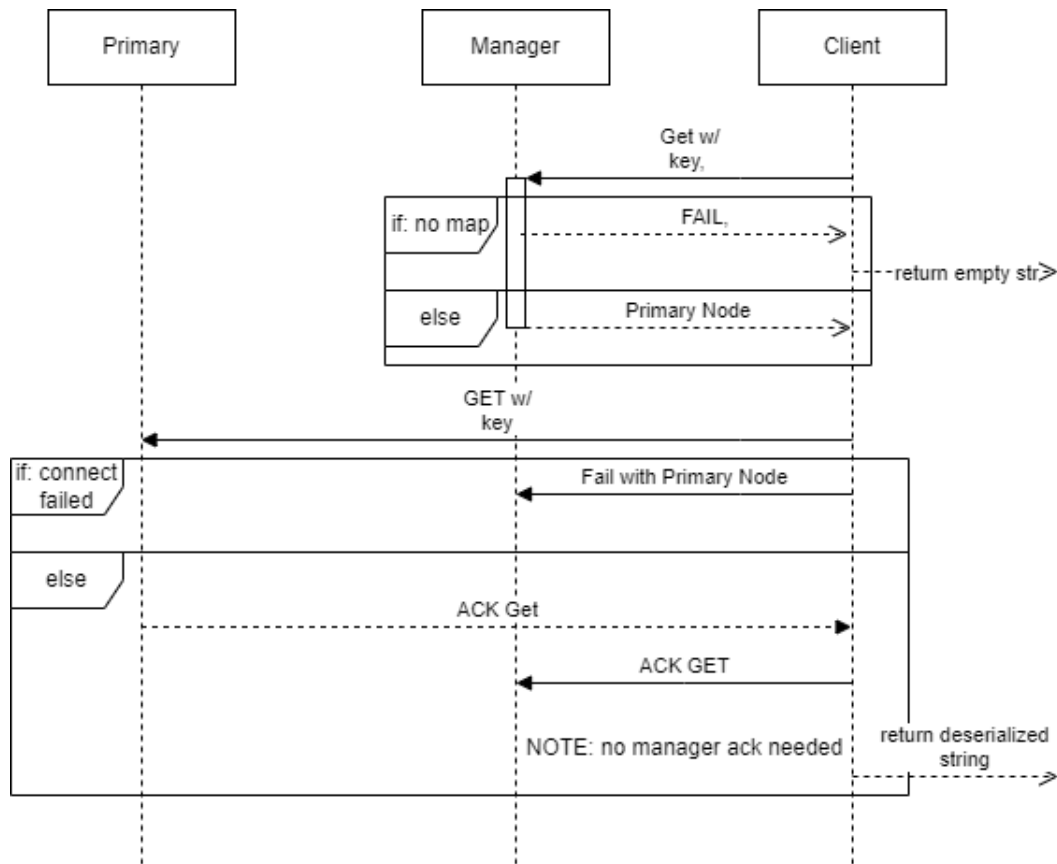 Primary
Manager
Client
Get w/
key,
if: no map
FAIL,
return empty str
else
Primary Node
GET w/
key
if: connect
failed
Fail with Primary Node
else
ACK Get
ACK GET
NOTE: no manager ack needed
return deserialized
string